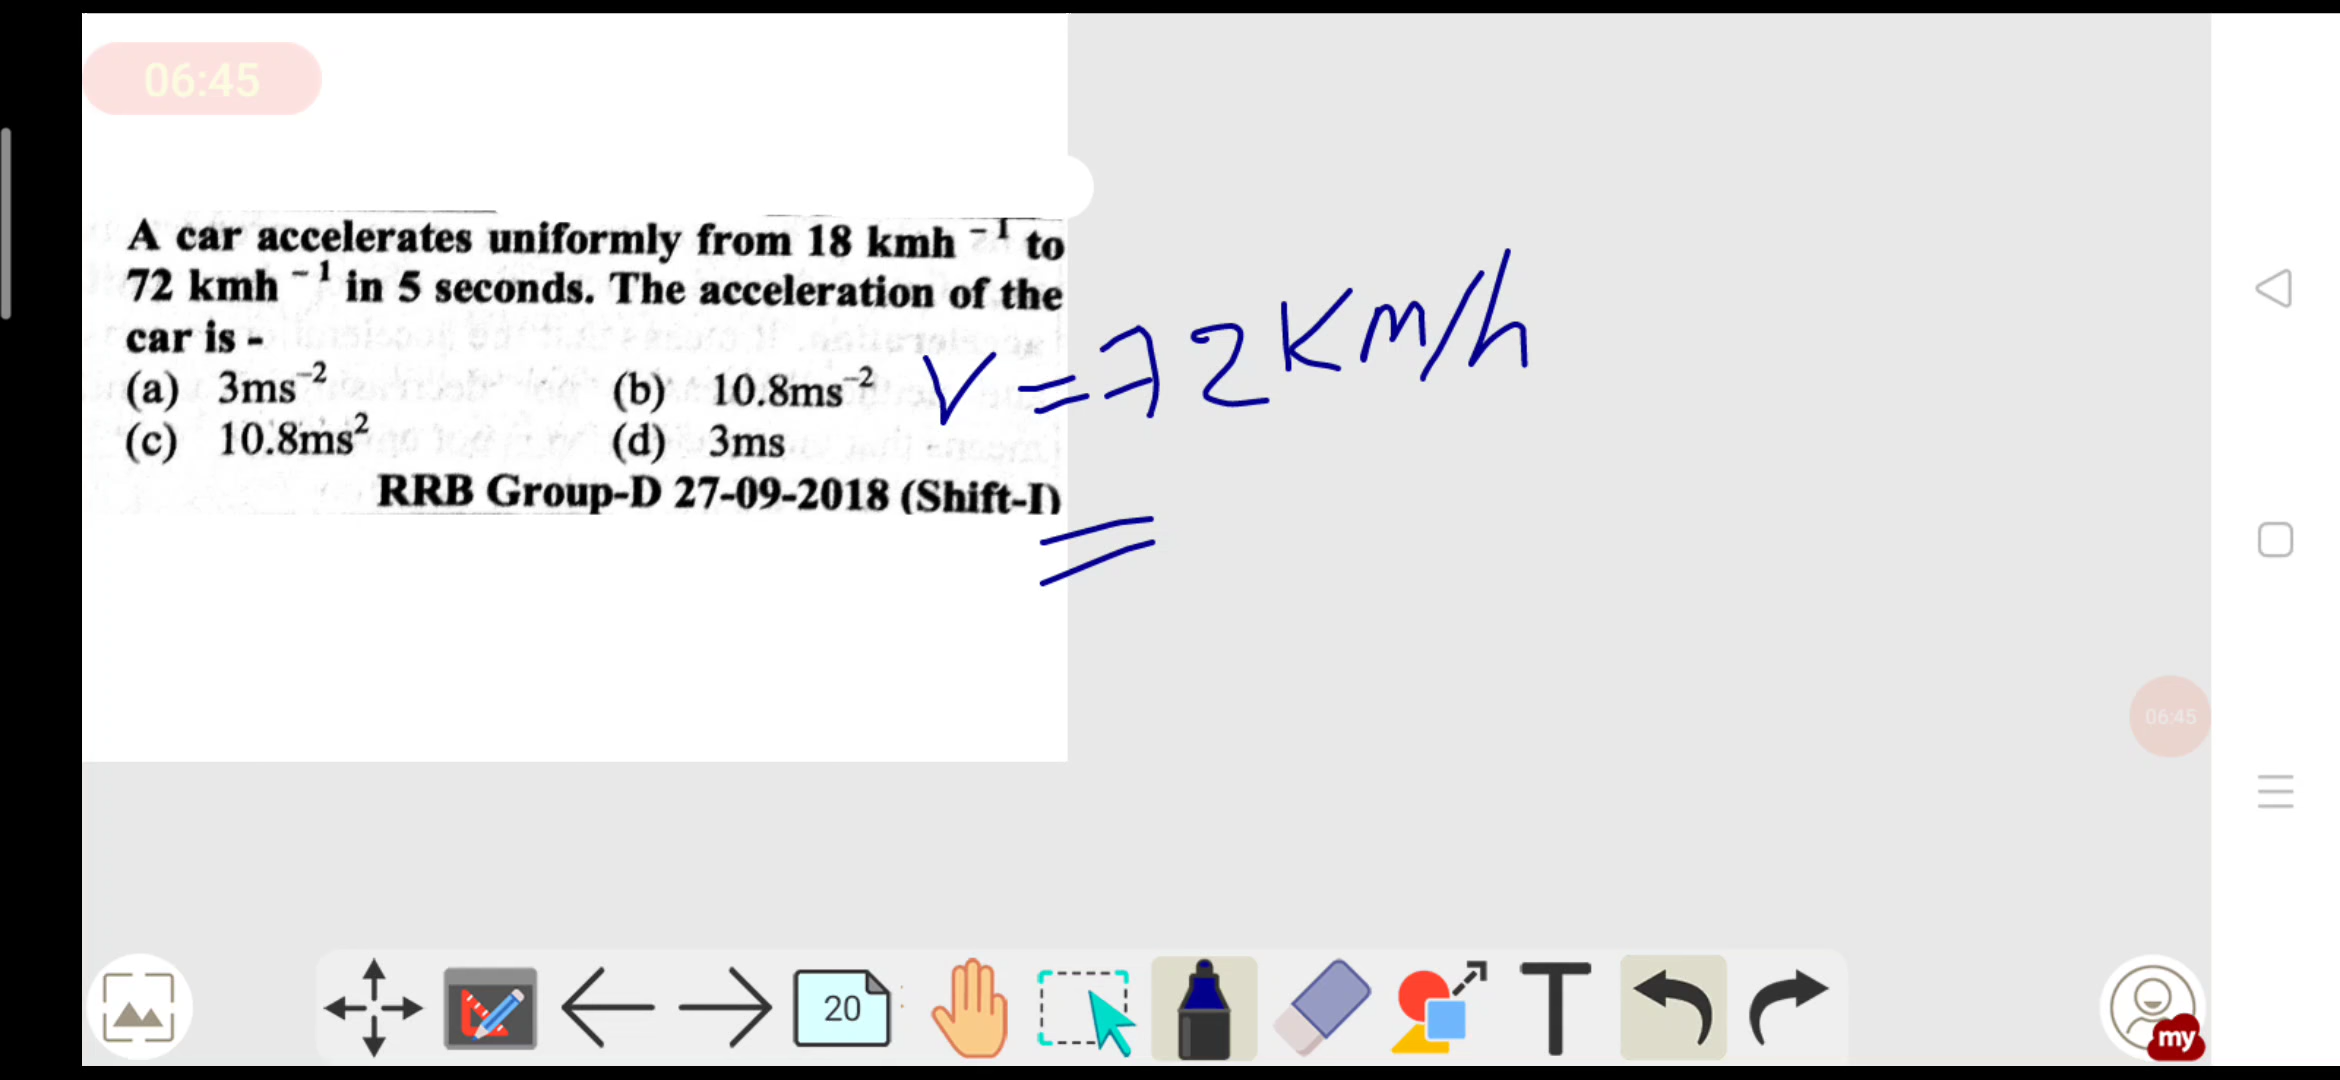 06:45
A car accelerates uniformly from 18 kmh ⁻¹ to
72 kmh ⁻¹ in 5 seconds. The acceleration of the
car is -
(a) 3ms⁻² (b) 10.8ms⁻²
(c) 10.8ms² (d) 3ms
RRB Group-D 27-09-2018 (Shift-I)
V = 72 Km/h
=
06:45
20
T
my